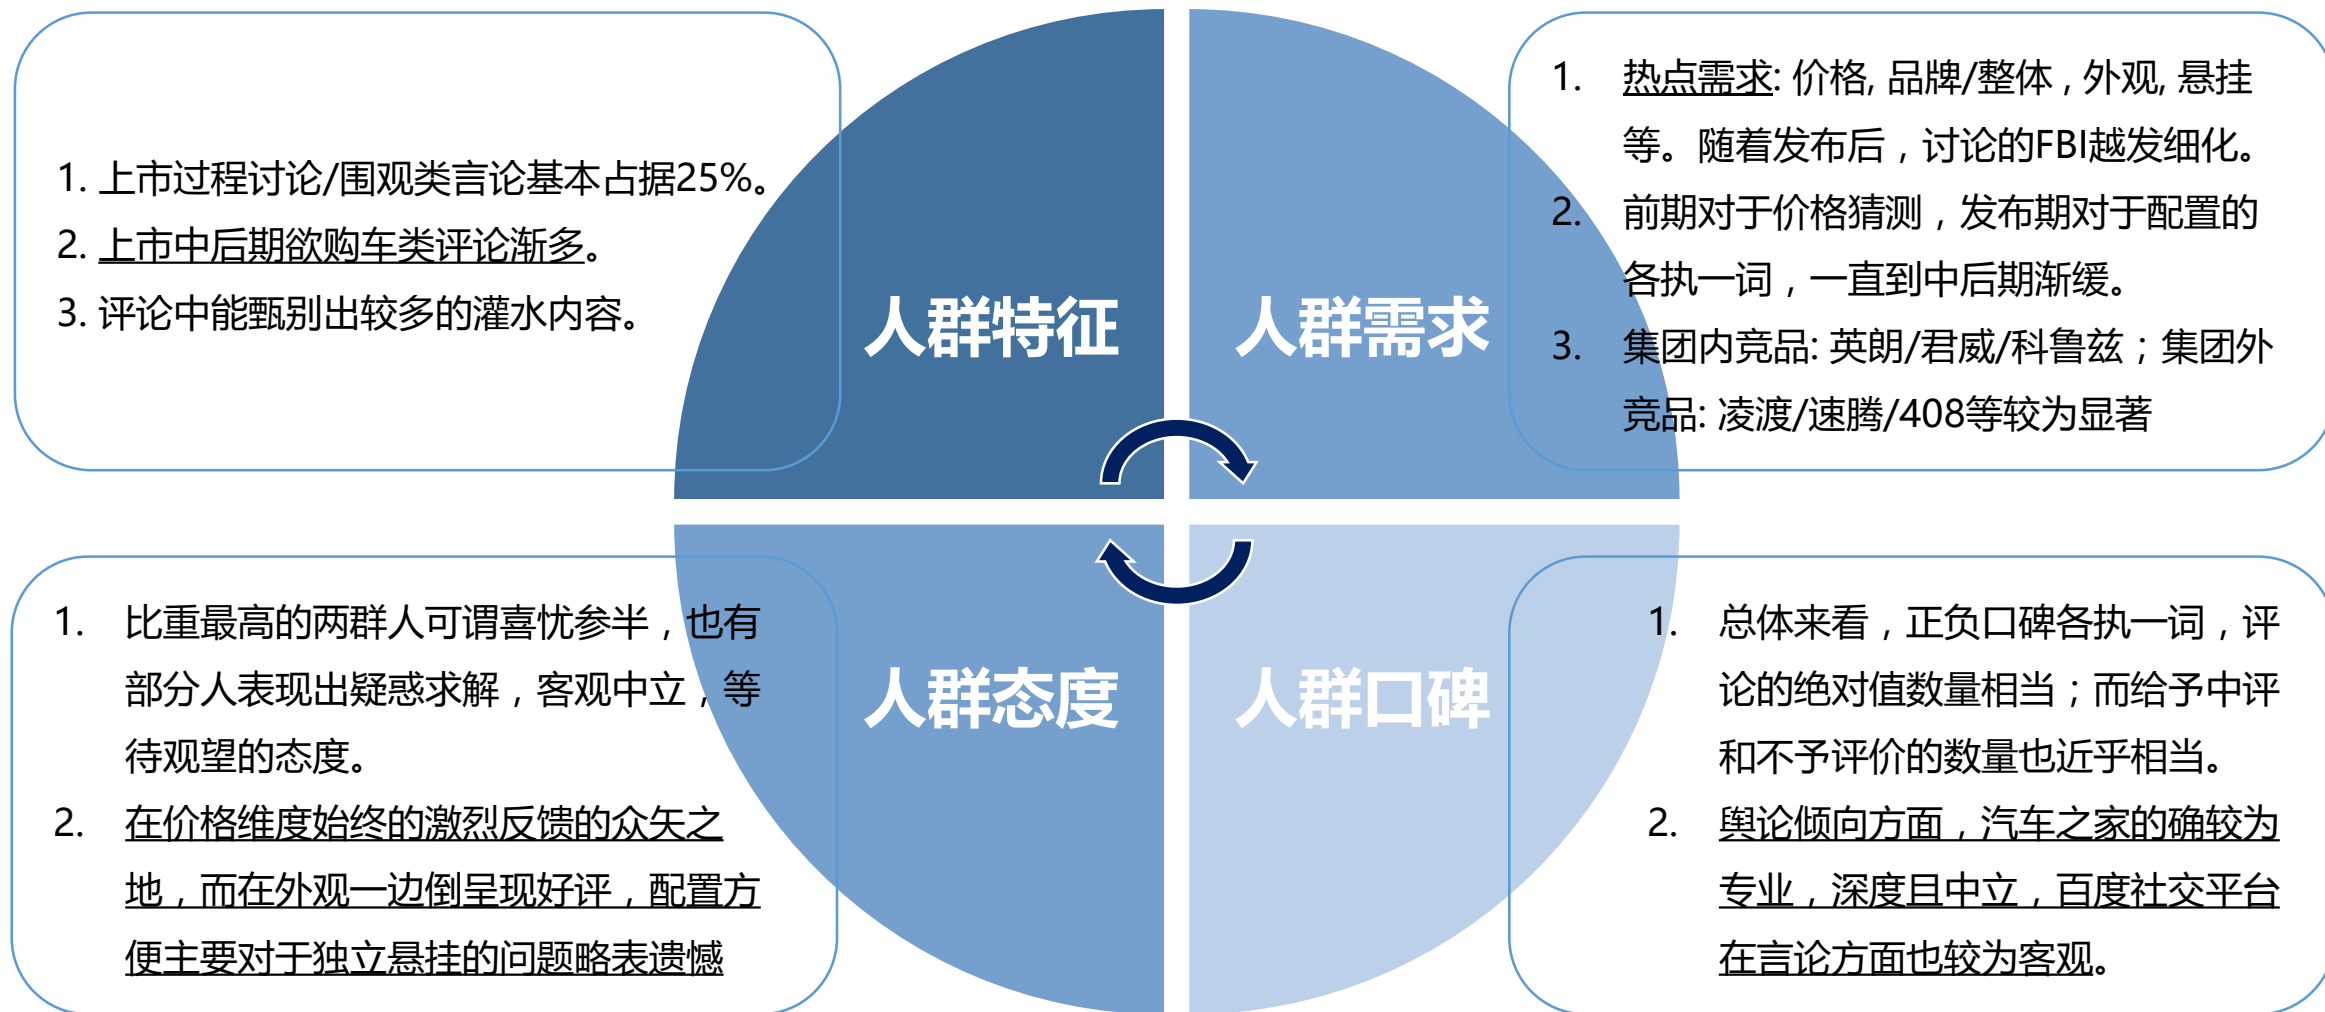 1. 上市过程讨论/围观类言论基本占据25%。
2. 上市中后期欲购车类评论渐多。
3. 评论中能甄别出较多的灌水内容。
人群特征
人群需求
1. 热点需求: 价格, 品牌/整体，外观, 悬挂
等。随着发布后，讨论的FBI越发细化。
2. 前期对于价格猜测，发布期对于配置的
各执一词，一直到中后期渐缓。
3. 集团内竞品: 英朗/君威/科鲁兹；集团外
竞品: 凌渡/速腾/408等较为显著
1. 比重最高的两群人可谓喜忧参半，也有
部分人表现出疑惑求解，客观中立，等
待观望的态度。
2. 在价格维度始终的激烈反馈的众矢之
地，而在外观一边倒呈现好评，配置方
便主要对于独立悬挂的问题略表遗憾
人群态度
人群口碑
1. 总体来看，正负口碑各执一词，评
论的绝对值数量相当；而给予中评
和不予评价的数量也近乎相当。
2. 舆论倾向方面，汽车之家的确较为
专业，深度且中立，百度社交平台
在言论方面也较为客观。